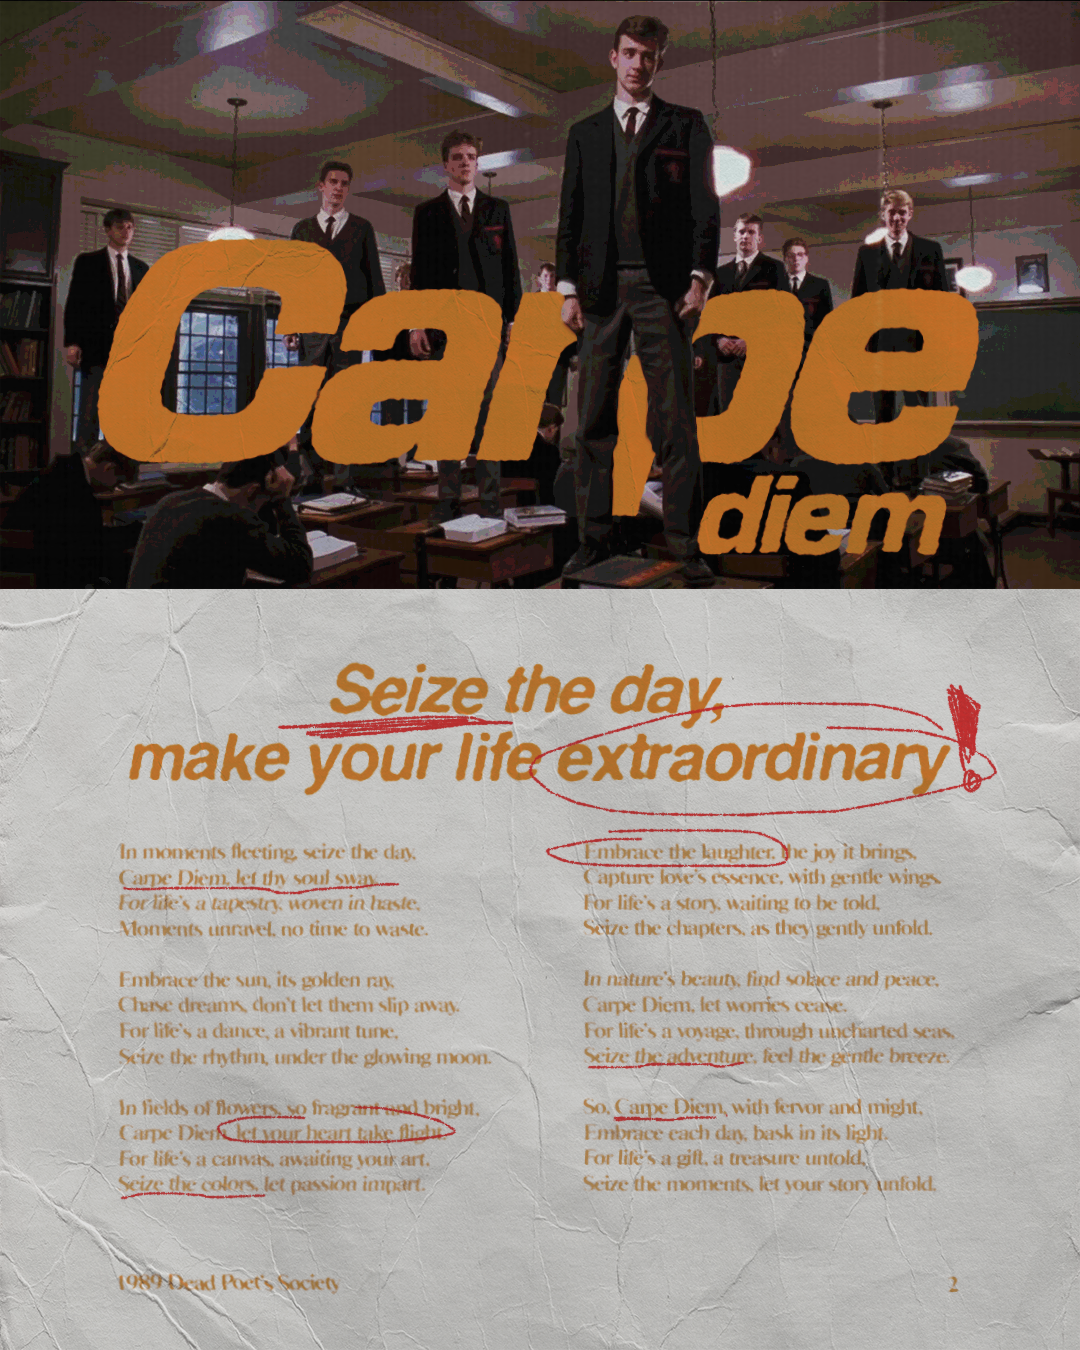 Carpe
diem
Seize the day,
make your life extraordinary!
In moments fleeting, seize the day,
Carpe Diem, let thy soul sway.
For life's a tapestry, woven in haste,
Moments unravel, no time to waste.
Embrace the sun, its golden ray,
Chase dreams, don't let them slip away.
For life's a dance, a vibrant tune,
Seize the rhythm, under the glowing moon.
In fields of flowers, so fragrant and bright,
Carpe Diem, let your heart take flight.
For life's a canvas, awaiting your art,
Seize the colors, let passion impart.
Embrace the laughter, the joy it brings,
Capture love's essence, with gentle wings.
For life's a story, waiting to be told,
Seize the chapters, as they gently unfold.
In nature's beauty, find solace and peace,
Carpe Diem, let worries cease.
For life's a voyage, through uncharted seas,
Seize the adventure, feel the gentle breeze.
So, Carpe Diem, with fervor and might,
Embrace each day, bask in its light.
For life's a gift, a treasure untold,
Seize the moments, let your story unfold.
1989 Dead Poet's Society
2